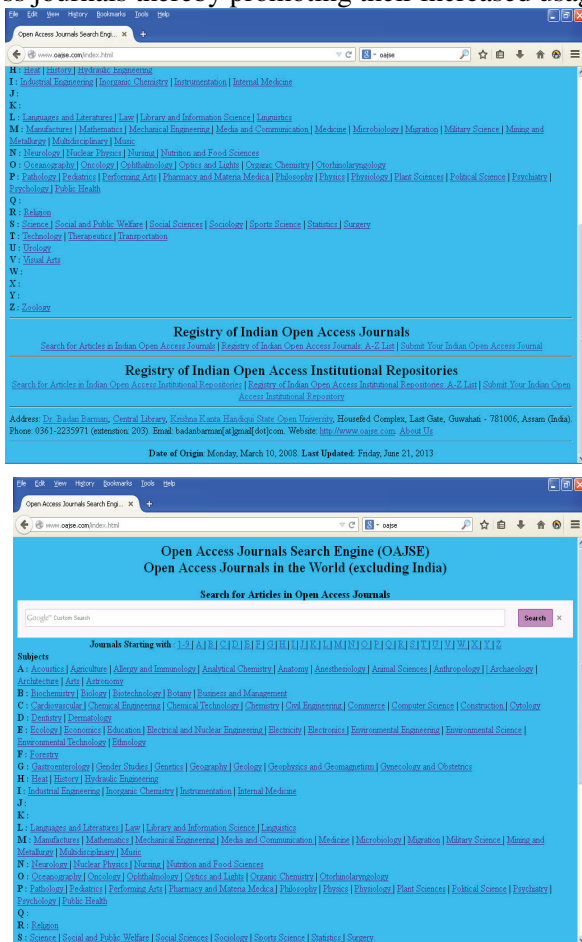 ss journals thereby promoting their increased usag
File Edit View History Bookmarks Tools Help
Open Access Journals Search Engi... × +
www.oajse.com/index.html oajse
H : Heat | History | Hydraulic Engineering
I : Industrial Engineering | Inorganic Chemistry | Instrumentation | Internal Medicine
J :
K :
L : Languages and Literatures | Law | Library and Information Science | Linguistics
M : Manufactures | Mathematics | Mechanical Engineering | Media and Communication | Medicine | Microbiology | Migration | Military Science | Mining and
Metallurgy | Multidisciplinary | Music
N : Neurology | Nuclear Physics | Nursing | Nutrition and Food Sciences
O : Oceanography | Oncology | Ophthalmology | Optics and Lights | Organic Chemistry | Otorhinolaryngology
P : Pathology | Pediatrics | Performing Arts | Pharmacy and Materia Medica | Philosophy | Physics | Physiology | Plant Sciences | Political Science | Psychiatry |
Psychology | Public Health
Q :
R : Religion
S : Science | Social and Public Welfare | Social Sciences | Sociology | Sports Science | Statistics | Surgery
T : Technology | Therapeutics | Transportation
U : Urology
V : Visual Arts
W :
X :
Y :
Z : Zoology
Registry of Indian Open Access Journals
Search for Articles in Indian Open Access Journals | Registry of Indian Open Access Journals: A-Z List | Submit Your Indian Open Access Journal
Registry of Indian Open Access Institutional Repositories
Search for Articles in Indian Open Access Institutional Repositories | Registry of Indian Open Access Institutional Repositories: A-Z List | Submit Your Indian Open
Access Institutional Repository
Address: Dr. Badan Barman, Central Library, Krishna Kanta Handiqui State Open University, Housefed Complex, Last Gate, Guwahati - 781006, Assam (India).
Phone: 0361-2235971 (extenstion: 203). Email: badanbarman[at]gmail[dot]com. Website: http://www.oajse.com. About Us
Date of Origin: Monday, March 10, 2008. Last Updated: Friday, June 21, 2013
File Edit View History Bookmarks Tools Help
Open Access Journals Search Engi... × +
www.oajse.com/index.html oajse
Open Access Journals Search Engine (OAJSE)
Open Access Journals in the World (excluding India)
Search for Articles in Open Access Journals
Google™ Custom Search Search ×
Journals Starting with : 1-9 | A | B | C | D | E | F | G | H | I | J | K | L | M | N | O | P | Q | R | S | T | U | V | W | X | Y | Z
Subjects
A : Acoustics | Agriculture | Allergy and Immunology | Analytical Chemistry | Anatomy | Anesthesiology | Animal Sciences | Anthropology | | Archaeology |
Architecture | Arts | Astronomy
B : Biochemistry | Biology | Biotechnology | Botany | Business and Management
C : Cardiovascular | Chemical Engineering | Chemical Technology | Chemistry | Civil Engineering | Commerce | Computer Science | Construction | Cytology
D : Dentistry | Dermatology
E : Ecology | Economics | Education | Electrical and Nuclear Engineering | Electricity | Electronics | Environmental Engineering | Environmental Science |
Environmental Technology | Ethnology
F : Forestry
G : Gastroenterology | Gender Studies | Genetics | Geography | Geology | Geophysics and Geomagnetism | Gynecology and Obstetrics
H : Heat | History | Hydraulic Engineering
I : Industrial Engineering | Inorganic Chemistry | Instrumentation | Internal Medicine
J :
K :
L : Languages and Literatures | Law | Library and Information Science | Linguistics
M : Manufactures | Mathematics | Mechanical Engineering | Media and Communication | Medicine | Microbiology | Migration | Military Science | Mining and
Metallurgy | Multidisciplinary | Music
N : Neurology | Nuclear Physics | Nursing | Nutrition and Food Sciences
O : Oceanography | Oncology | Ophthalmology | Optics and Lights | Organic Chemistry | Otorhinolaryngology
P : Pathology | Pediatrics | Performing Arts | Pharmacy and Materia Medica | Philosophy | Physics | Physiology | Plant Sciences | Political Science | Psychiatry |
Psychology | Public Health
Q :
R : Religion
S : Science | Social and Public Welfare | Social Sciences | Sociology | Sports Science | Statistics | Surgery